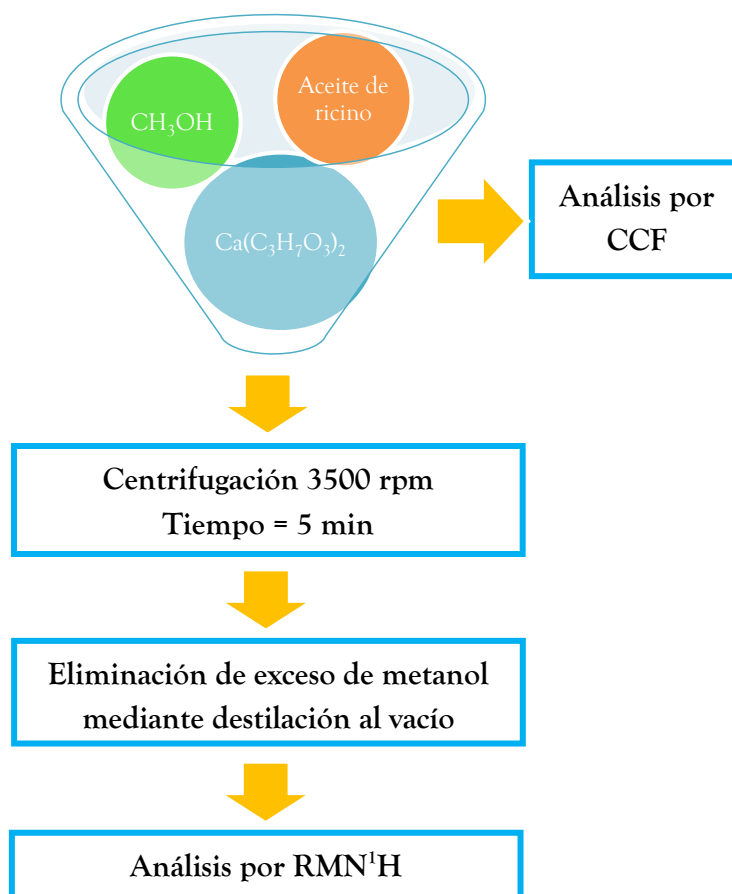 CH₃OH
Aceite de
ricino
Ca(C₃H₇O₃)₂
Análisis por
CCF
Centrifugación 3500 rpm
Tiempo = 5 min
Eliminación de exceso de metanol
mediante destilación al vacío
Análisis por RMN¹H